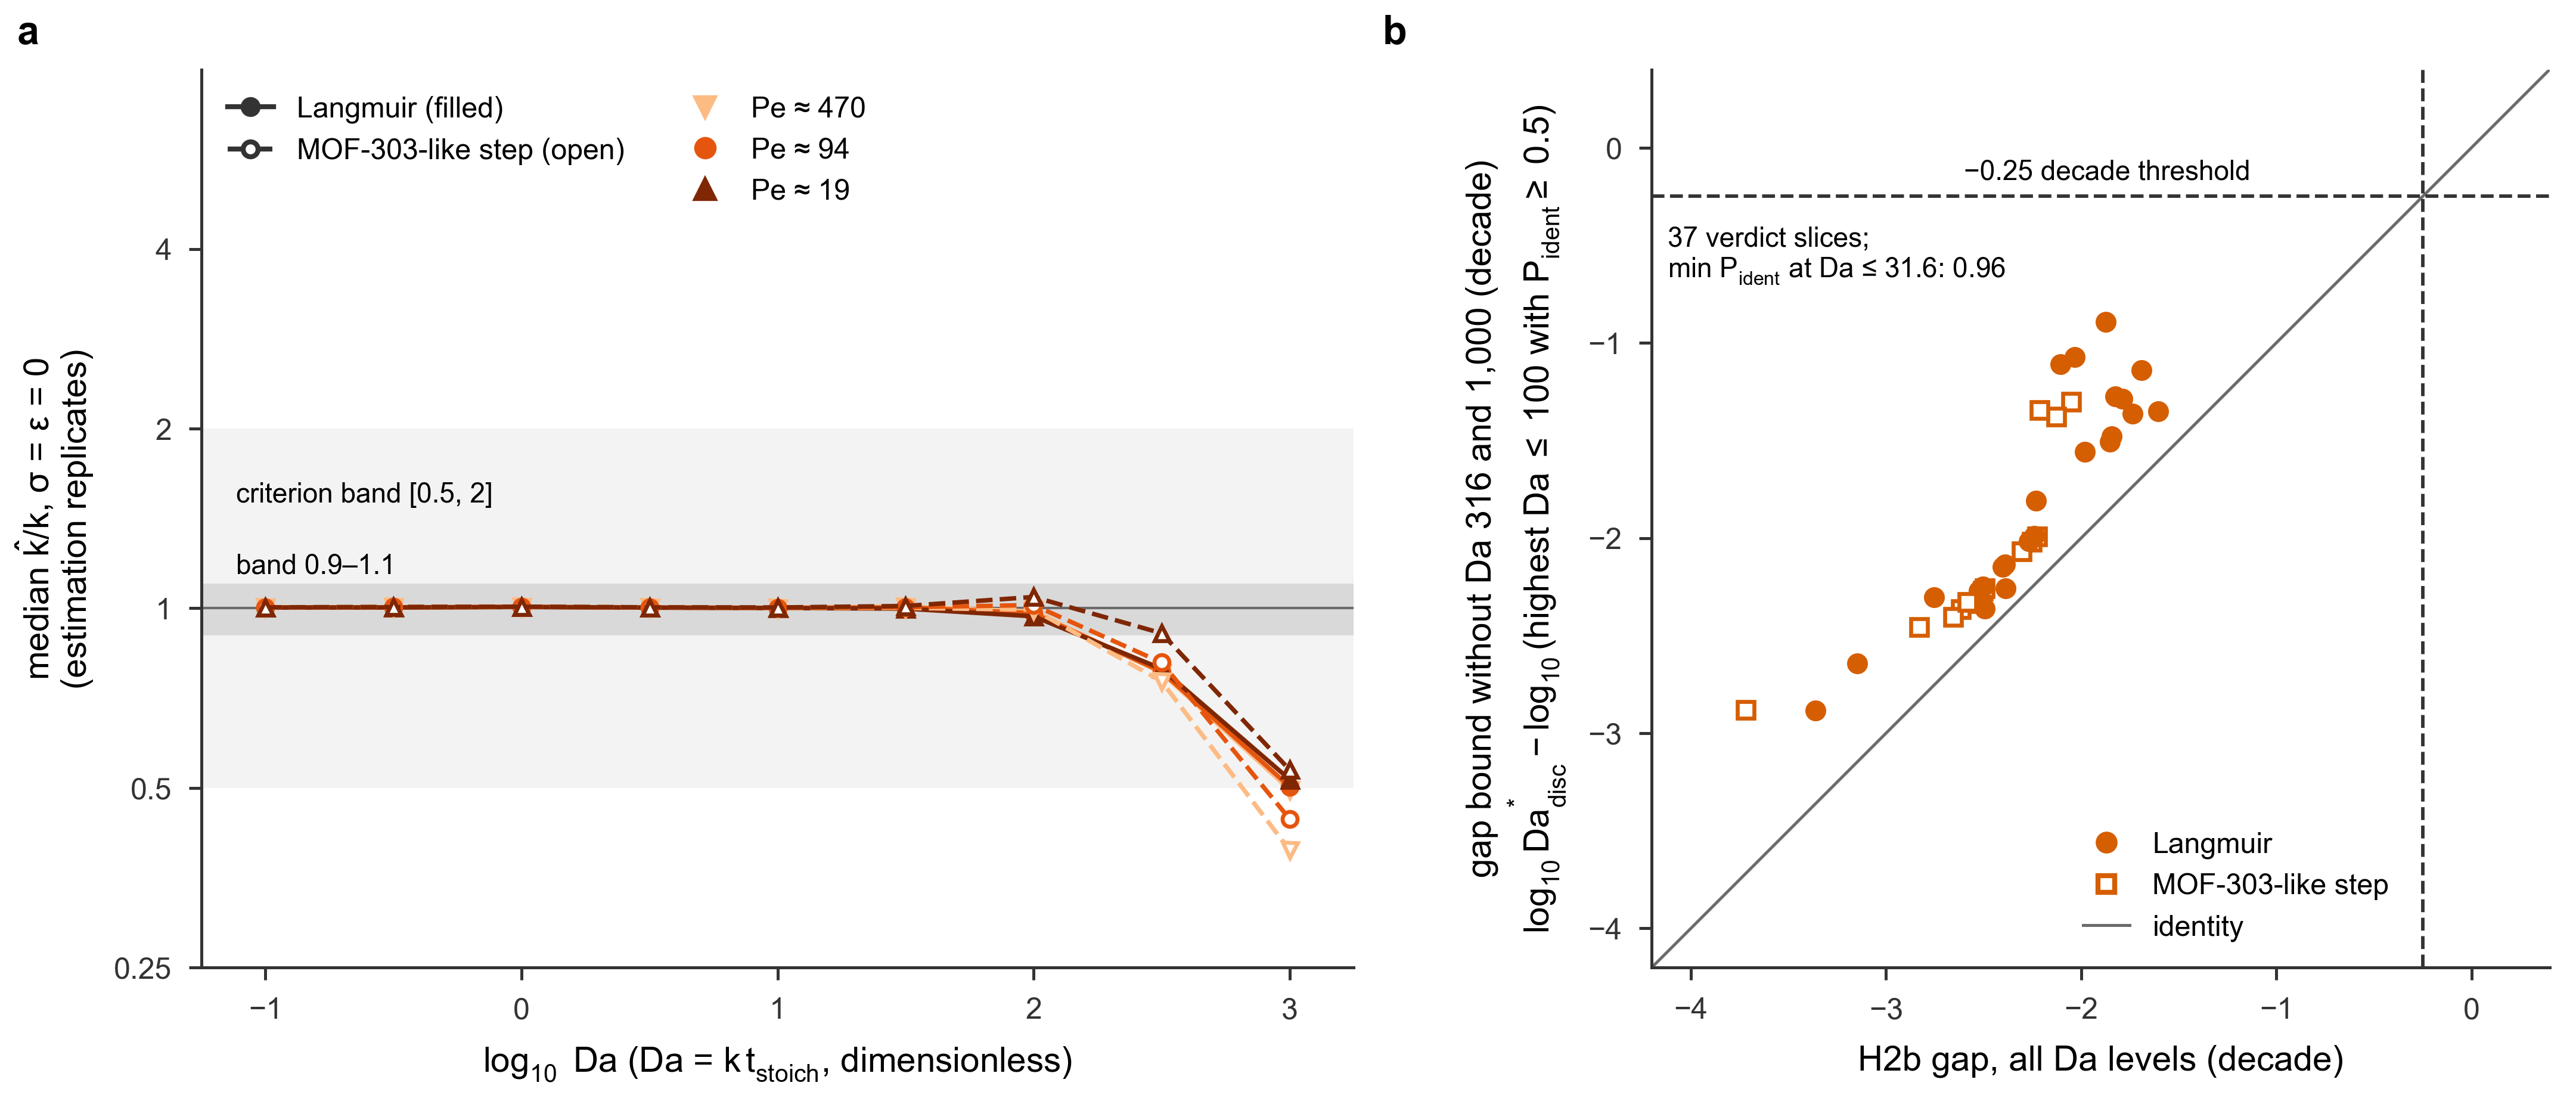 a
Langmuir (filled)
MOF-303-like step (open)
Pe ≈ 470
Pe ≈ 94
Pe ≈ 19
4
2
1
0.5
0.25
median k̂/k, σ = ε = 0
(estimation replicates)
criterion band [0.5, 2]
band 0.9–1.1
−1
0
1
2
3
log₁₀ Da (Da = k t_stoich, dimensionless)
b
0
−1
−2
−3
−4
gap bound without Da 316 and 1,000 (decade)
log₁₀ Da*_disc − log₁₀ (highest Da ≤ 100 with P_ident ≥ 0.5)
−0.25 decade threshold
37 verdict slices;
min P_ident at Da ≤ 31.6: 0.96
Langmuir
MOF-303-like step
identity
−4
−3
−2
−1
0
H2b gap, all Da levels (decade)